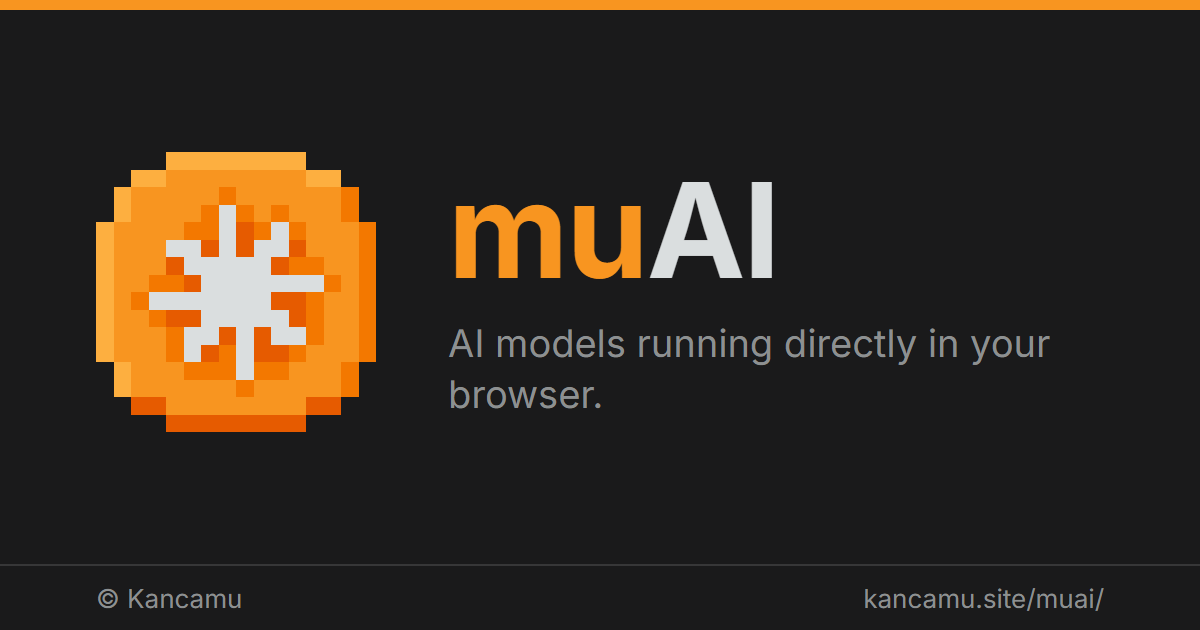 muAI
AI models running directly in your
browser.
© Kancamu
kancamu.site/muai/